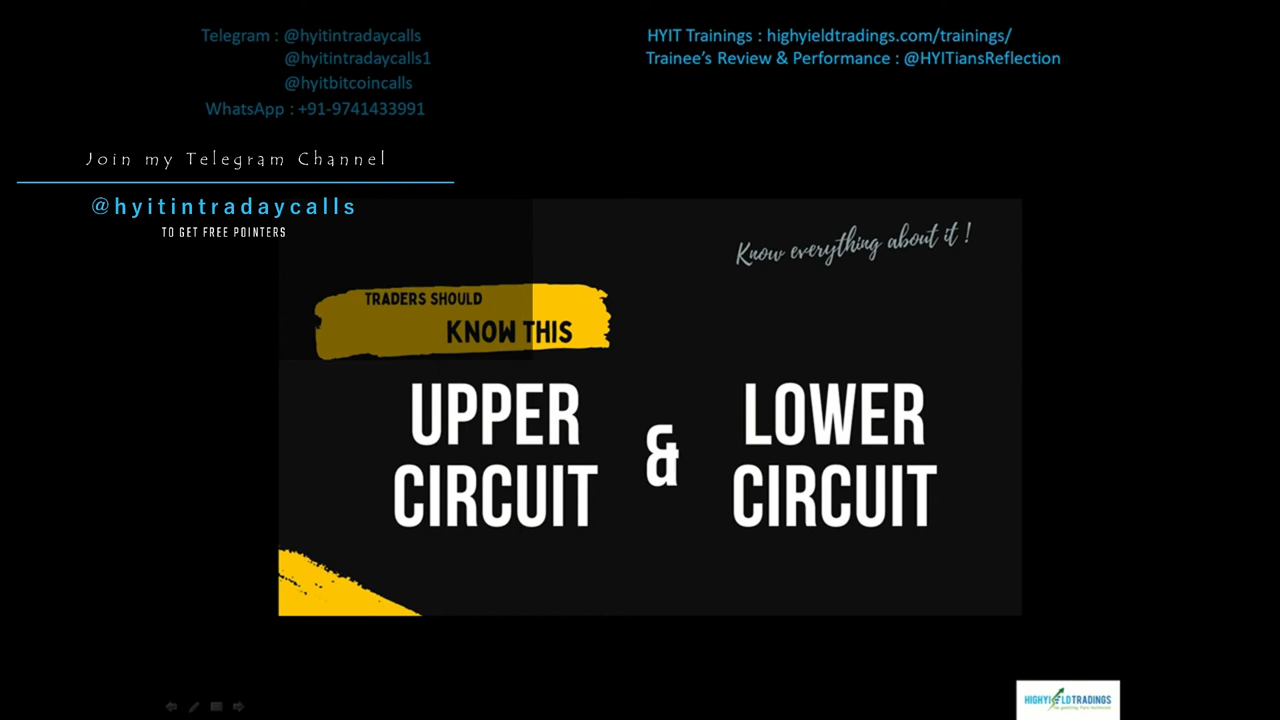 Telegram : @hyitintradaycalls
@hyitintradaycalls1
@hyitbitcoincalls
WhatsApp : +91-9741433991
HYIT Trainings : highyieldtradings.com/trainings/
Trainee's Review & Performance : @HYITiansReflection
Join my Telegram Channel
@hyitintradaycalls
TO GET FREE POINTERS
Know everything about it !
TRADERS SHOULD
KNOW THIS
UPPER
CIRCUIT
&
LOWER
CIRCUIT
HIGHYIELDTRADINGS